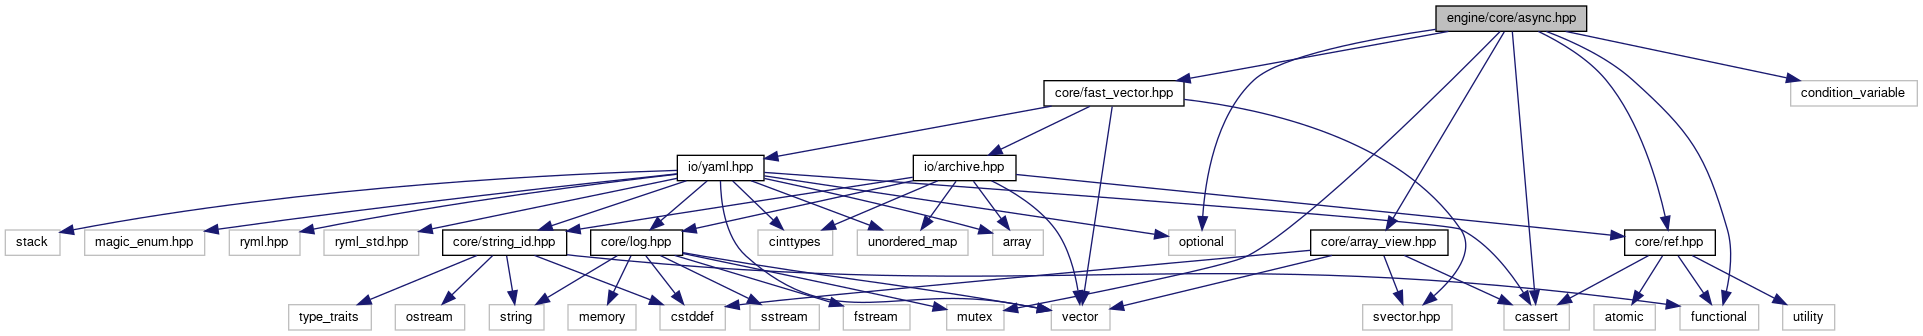 engine/core/async.hpp
core/fast_vector.hpp
condition_variable
io/yaml.hpp
io/archive.hpp
stack
magic_enum.hpp
ryml.hpp
ryml_std.hpp
core/string_id.hpp
core/log.hpp
cinttypes
unordered_map
array
optional
core/array_view.hpp
core/ref.hpp
type_traits
ostream
string
memory
cstddef
sstream
fstream
mutex
vector
svector.hpp
cassert
atomic
functional
utility